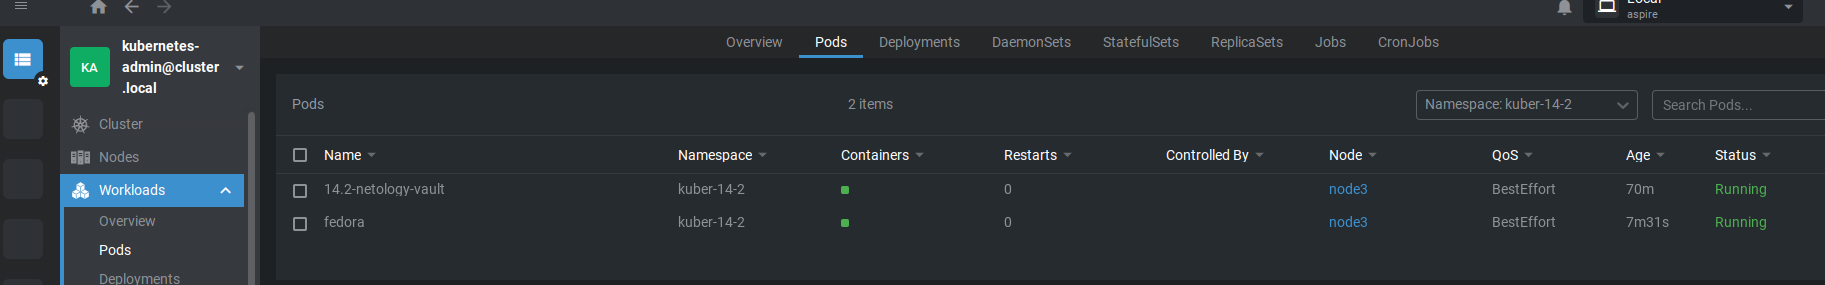 Local
aspire
KA
kubernetes-
admin@cluster
.local
Cluster
Nodes
Workloads
Overview
Pods
Deployments
Overview Pods Deployments DaemonSets StatefulSets ReplicaSets Jobs CronJobs
Pods 2 items Namespace: kuber-14-2 Search Pods...
Name Namespace Containers Restarts Controlled By Node QoS Age Status
14.2-netology-vault kuber-14-2 0 node3 BestEffort 70m Running
fedora kuber-14-2 0 node3 BestEffort 7m31s Running